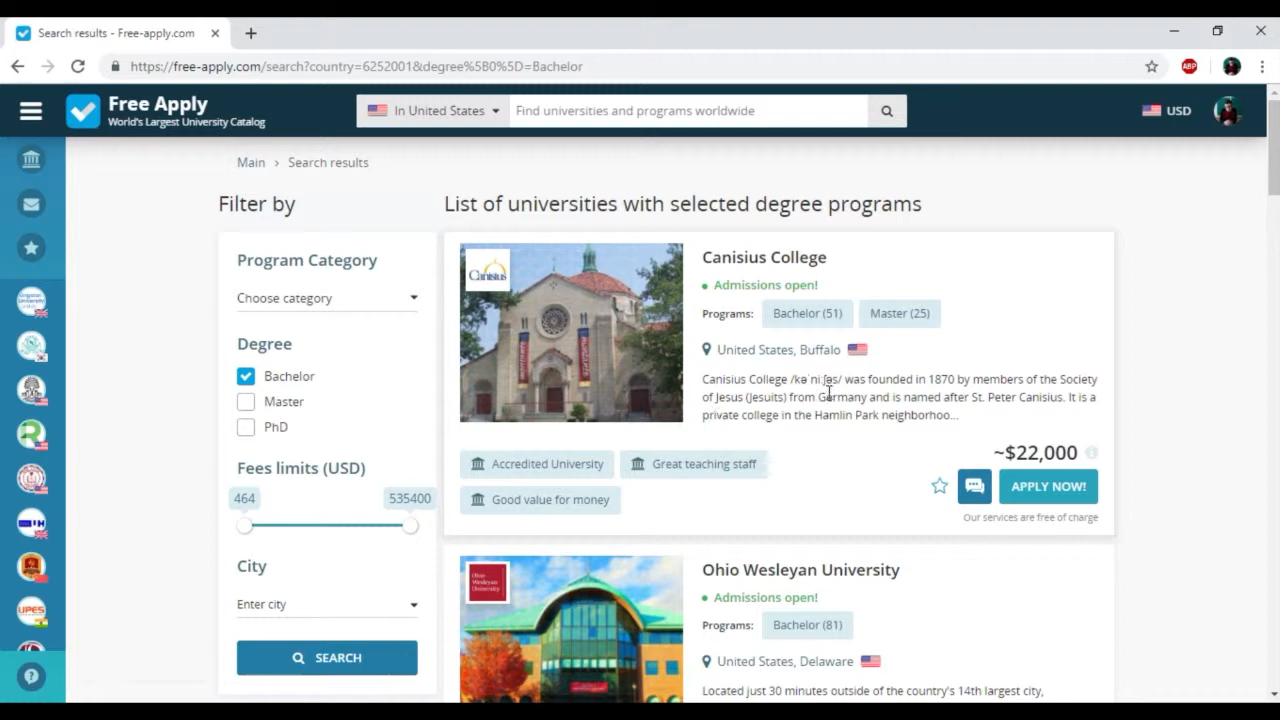 Search results - Free-apply.com
https://free-apply.com/search?country=6252001&degree%5B0%5D=Bachelor
ABP
Free Apply
World's Largest University Catalog
In United States
Find universities and programs worldwide
USD
Main > Search results
Filter by
List of universities with selected degree programs
Program Category
Choose category
Degree
Bachelor
Master
PhD
Fees limits (USD)
464
535400
City
Enter city
SEARCH
Canisius
Canisius College
Admissions open!
Programs: Bachelor (51) Master (25)
United States, Buffalo
Canisius College /kəˈniːʃəs/ was founded in 1870 by members of the Society
of Jesus (Jesuits) from Germany and is named after St. Peter Canisius. It is a
private college in the Hamlin Park neighborhoo...
Accredited University
Great teaching staff
Good value for money
~$22,000
APPLY NOW!
Our services are free of charge
Ohio
Wesleyan
University
Ohio Wesleyan University
Admissions open!
Programs: Bachelor (81)
United States, Delaware
Located just 30 minutes outside of the country's 14th largest city,
UPES